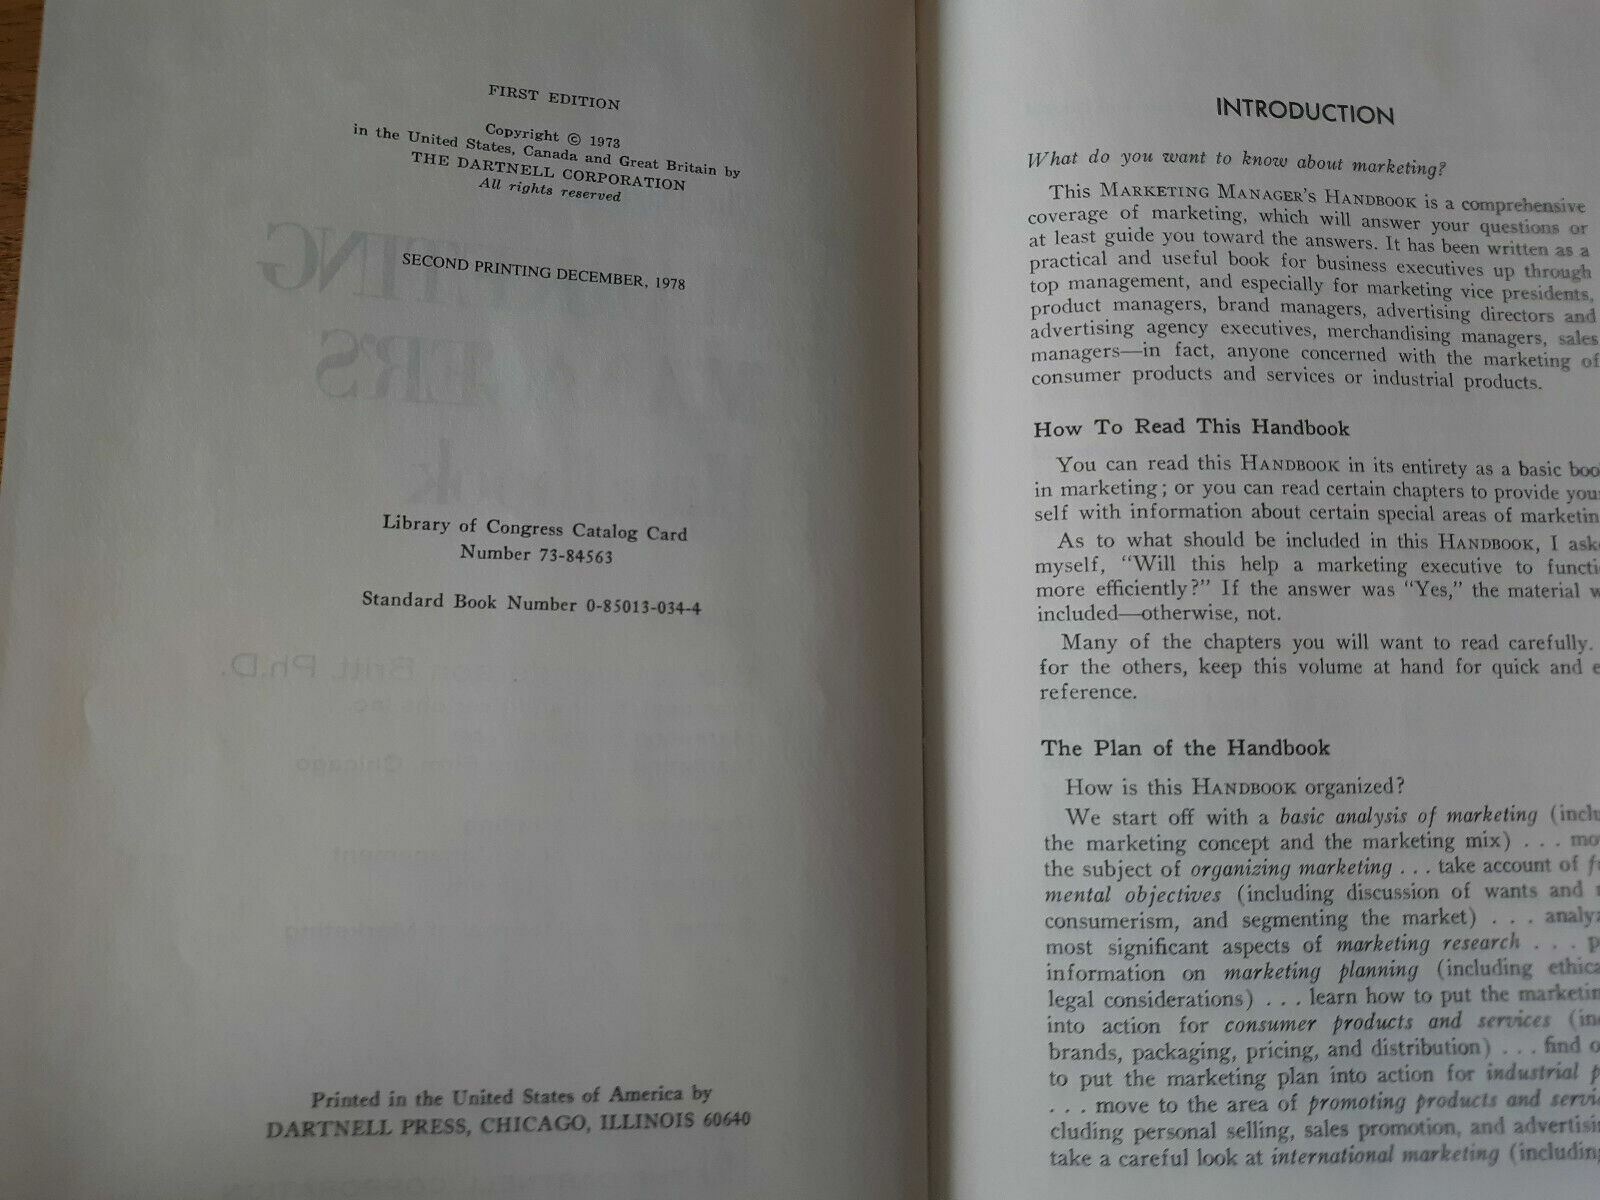 FIRST EDITION
Copyright © 1973
in the United States, Canada and Great Britain by
THE DARTNELL CORPORATION
All rights reserved
SECOND PRINTING DECEMBER, 1978
Library of Congress Catalog Card
Number 73-84563
Standard Book Number 0-85013-034-4
Printed in the United States of America by
DARTNELL PRESS, CHICAGO, ILLINOIS 60640
INTRODUCTION
What do you want to know about marketing?
This MARKETING MANAGER'S HANDBOOK is a comprehensive
coverage of marketing, which will answer your questions or
at least guide you toward the answers. It has been written as a
practical and useful book for business executives up through
top management, and especially for marketing vice presidents,
product managers, brand managers, advertising directors and
advertising agency executives, merchandising managers, sales
managers—in fact, anyone concerned with the marketing of
consumer products and services or industrial products.
How To Read This Handbook
You can read this HANDBOOK in its entirety as a basic boo
in marketing; or you can read certain chapters to provide you
self with information about certain special areas of marketin
As to what should be included in this HANDBOOK, I ask
myself, "Will this help a marketing executive to functi
more efficiently?" If the answer was "Yes," the material w
included—otherwise, not.
Many of the chapters you will want to read carefully.
for the others, keep this volume at hand for quick and e
reference.
The Plan of the Handbook
How is this HANDBOOK organized?
We start off with a basic analysis of marketing (inclu
the marketing concept and the marketing mix) . . . mo
the subject of organizing marketing . . . take account of f
mental objectives (including discussion of wants and
consumerism, and segmenting the market) . . . analy
most significant aspects of marketing research . . . p
information on marketing planning (including ethica
legal considerations) . . . learn how to put the marketin
into action for consumer products and services (in
brands, packaging, pricing, and distribution) . . . find o
to put the marketing plan into action for industrial p
. . . move to the area of promoting products and servi
cluding personal selling, sales promotion, and advertisi
take a careful look at international marketing (including